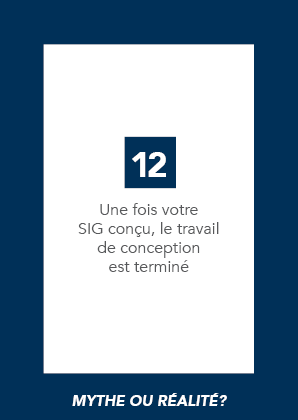 12
Une fois votre
SIG conçu, le travail
de conception
est terminé
MYTHE OU RÉALITÉ?